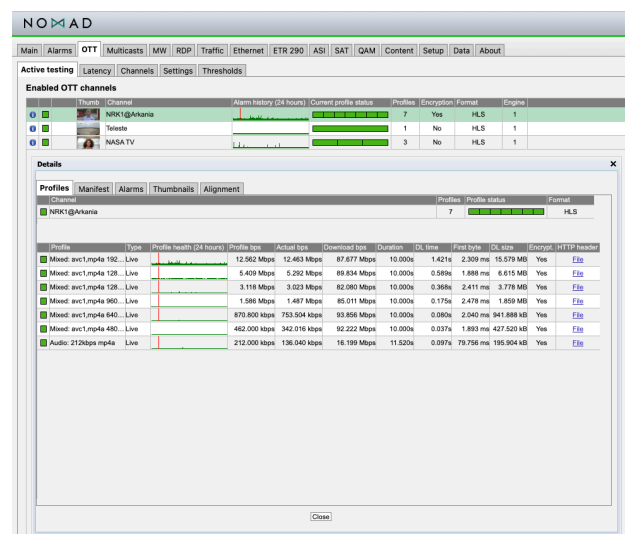 NOMAD
Main Alarms OTT Multicasts MW RDP Traffic Ethernet ETR 290 ASI SAT QAM Content Setup Data About
Active testing Latency Channels Settings Thresholds
Enabled OTT channels
Thumb Channel Alarm history (24 hours) Current profile status Profiles Encryption Format Engine
NRK1@Arkania 7 Yes HLS 1
Teleste 1 No HLS 1
NASA TV 3 No HLS 1
Details X
Profiles Manifest Alarms Thumbnails Alignment
Channel Profiles Profile status Format
NRK1@Arkania 7 HLS
Profile Type Profile health (24 hours) Profile bps Actual bps Download bps Duration DL time First byte DL size Encrypt. HTTP header
Mixed: avc1,mp4a 192... Live 12.562 Mbps 12.463 Mbps 87.677 Mbps 10.000s 1.421s 2.309 ms 15.579 MB Yes File
Mixed: avc1,mp4a 128... Live 5.409 Mbps 5.292 Mbps 89.834 Mbps 10.000s 0.589s 1.888 ms 6.615 MB Yes File
Mixed: avc1,mp4a 128... Live 3.118 Mbps 3.023 Mbps 82.080 Mbps 10.000s 0.368s 2.411 ms 3.778 MB Yes File
Mixed: avc1,mp4a 960... Live 1.586 Mbps 1.487 Mbps 85.011 Mbps 10.000s 0.175s 2.478 ms 1.859 MB Yes File
Mixed: avc1,mp4a 640... Live 870.800 kbps 753.504 kbps 93.856 Mbps 10.000s 0.080s 2.040 ms 941.888 kB Yes File
Mixed: avc1,mp4a 480... Live 462.000 kbps 342.016 kbps 92.222 Mbps 10.000s 0.037s 1.893 ms 427.520 kB Yes File
Audio: 212kbps mp4a Live 212.000 kbps 136.040 kbps 16.199 Mbps 11.520s 0.097s 79.756 ms 195.904 kB Yes File
Close